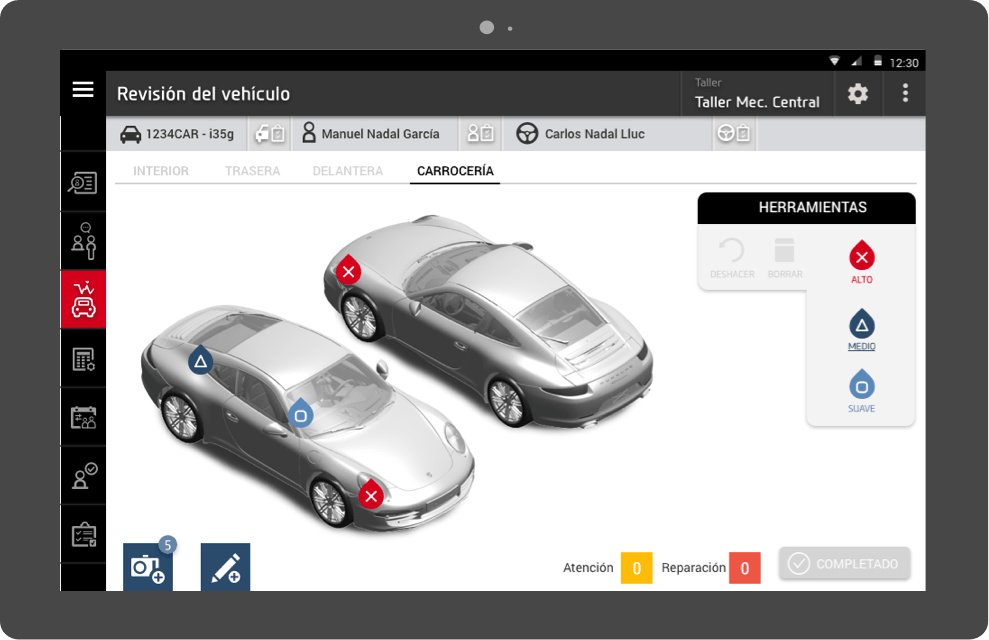 12:30
Revisión del vehículo
Taller
Taller Mec. Central
1234CAR - i35g
Manuel Nadal García
Carlos Nadal Lluc
INTERIOR
TRASERA
DELANTERA
CARROCERÍA
HERRAMIENTAS
DESHACER
BORRAR
ALTO
MEDIO
SUAVE
5
Atención
0
Reparación
0
COMPLETADO